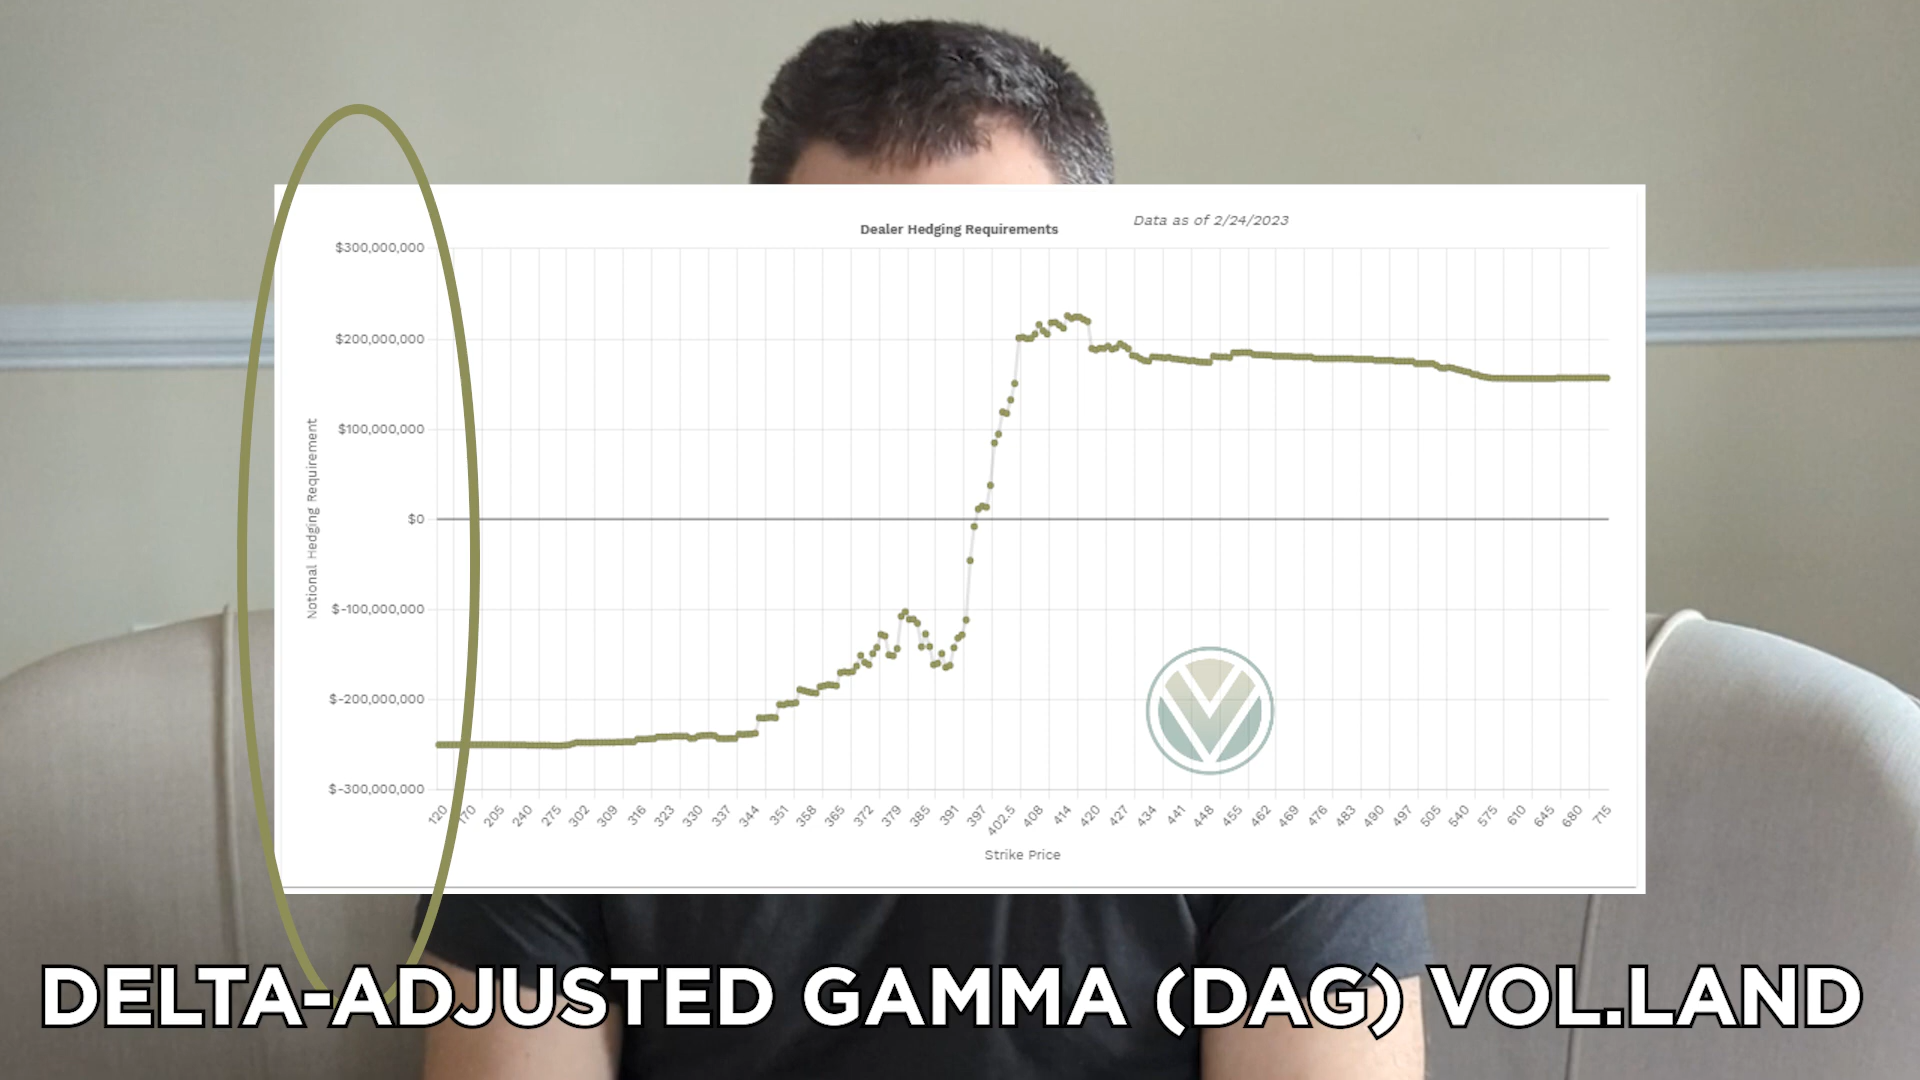 Dealer Hedging Requirements
Data as of 2/24/2023
$300,000,000
$200,000,000
$100,000,000
$0
$-100,000,000
$-200,000,000
$-300,000,000
Notional Hedging Requirement
120 170 205 240 275 302 309 316 323 330 337 344 351 358 365 372 379 385 391 397 402.5 408 414 420 427 434 441 448 455 462 469 476 483 490 497 505 540 575 610 645 680 715
Strike Price
DELTA-ADJUSTED GAMMA (DAG) VOL.LAND